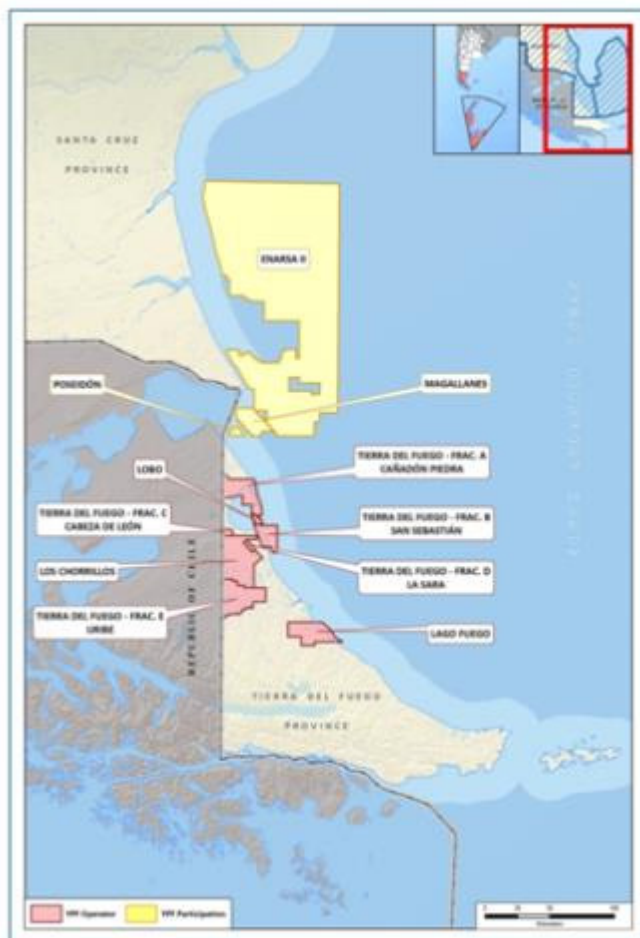 SANTA CRUZ
PROVINCE
ENARSA II
POSEIDÓN
MAGALLANES
LOBO
TIERRA DEL FUEGO - FRAC. A
CAÑADÓN PIEDRA
TIERRA DEL FUEGO - FRAC. C
CABEZA DE LEÓN
TIERRA DEL FUEGO - FRAC. B
SAN SEBASTIÁN
LOS CHORRILLOS
TIERRA DEL FUEGO - FRAC. D
LA SARA
TIERRA DEL FUEGO - FRAC. E
URIBE
LAGO FUEGO
REPUBLIC OF CHILE
TIERRA DEL FUEGO
PROVINCE
YPF Operator
YPF Participation